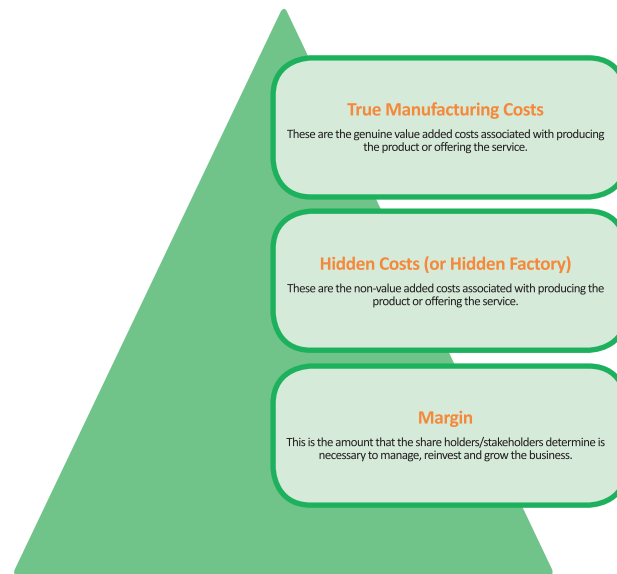 True Manufacturing Costs
These are the genuine value added costs associated with producing
the product or offering the service.
Hidden Costs (or Hidden Factory)
These are the non-value added costs associated with producing the
product or offering the service.
Margin
This is the amount that the share holders/stakeholders determine is
necessary to manage, reinvest and grow the business.